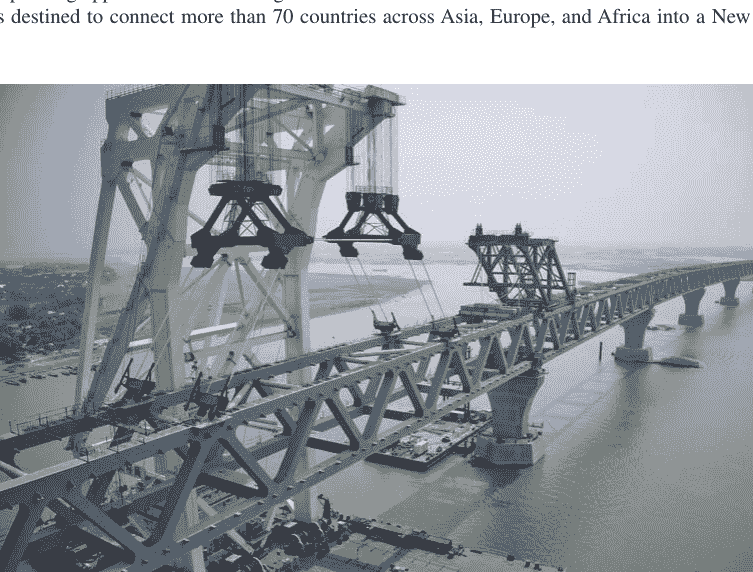 s destined to connect more than 70 countries across Asia, Europe, and Africa into a New